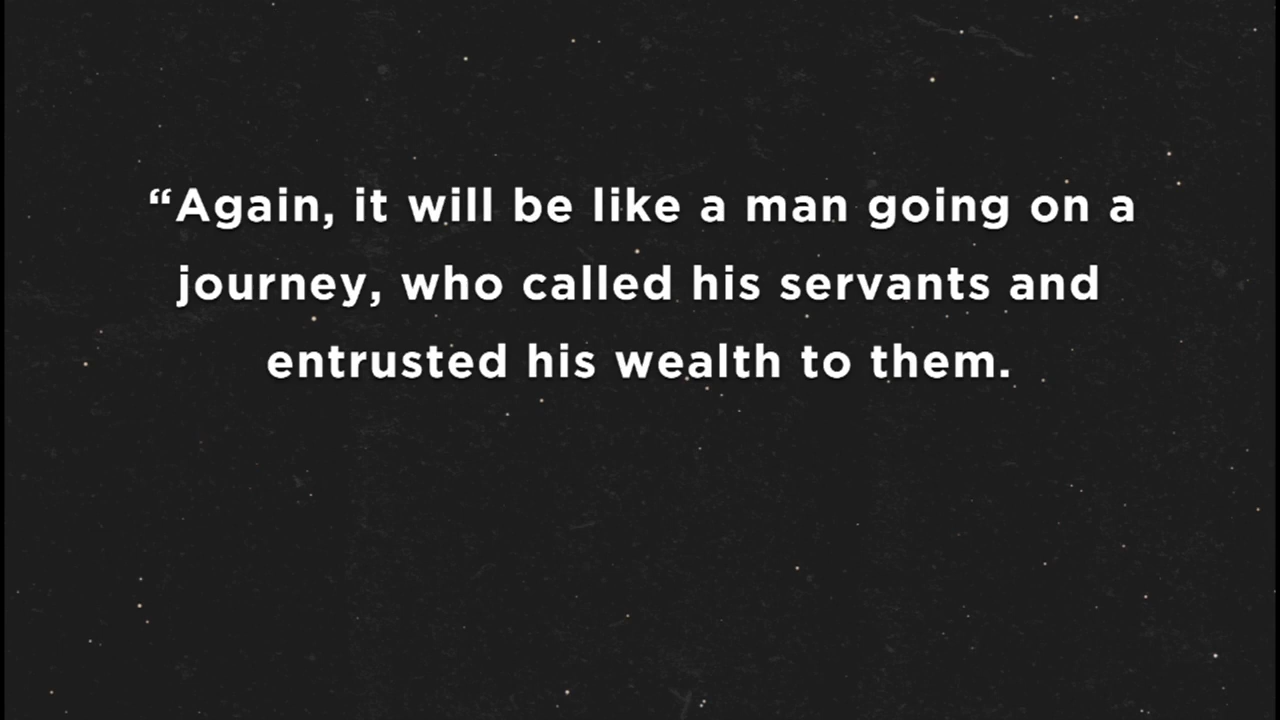 “Again, it will be like a man going on a
journey, who called his servants and
entrusted his wealth to them.